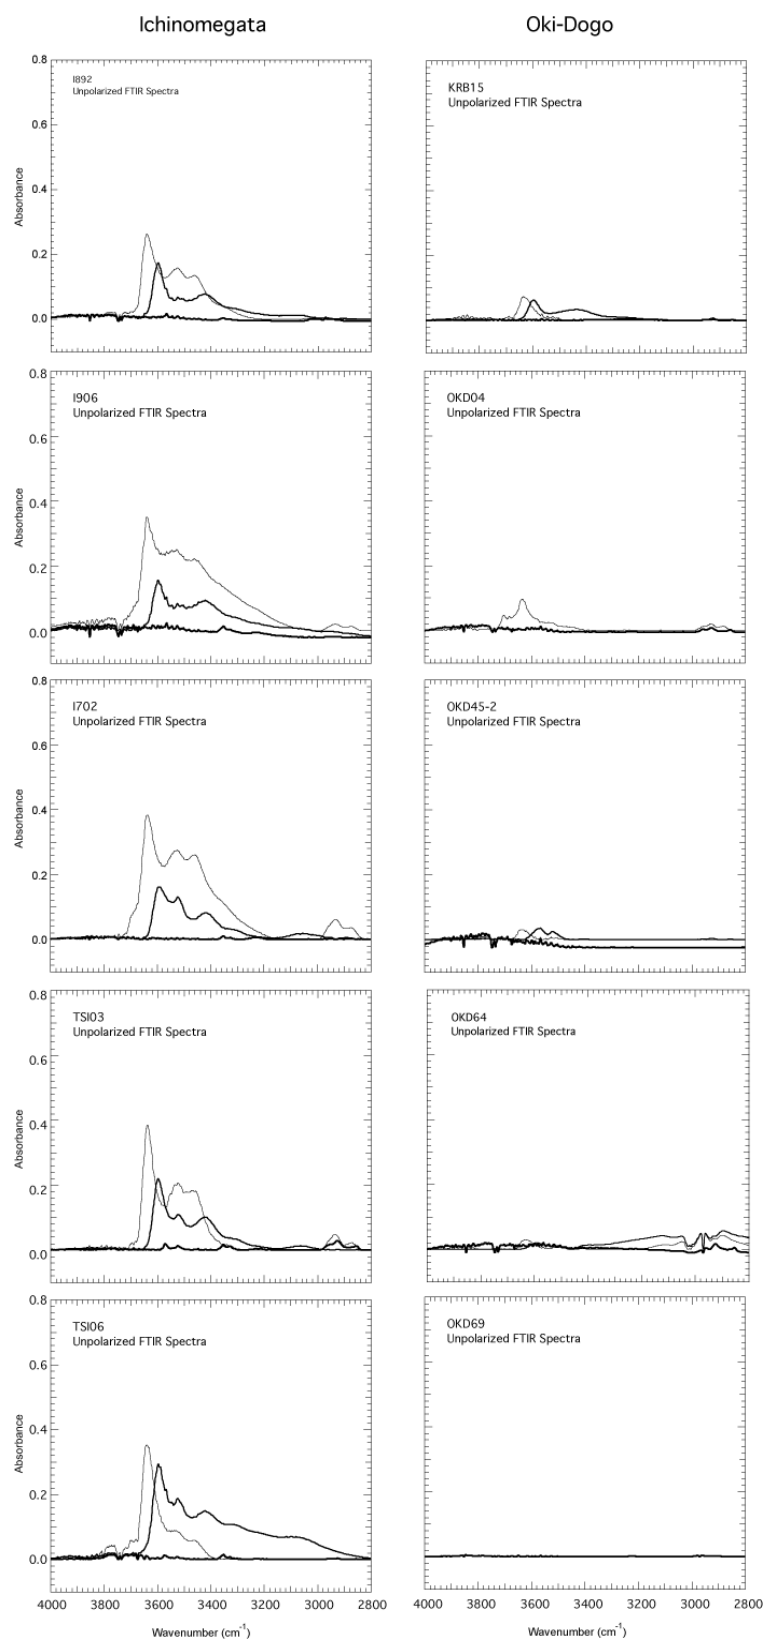 Ichinomegata
Oki-Dogo
I892
Unpolarized FTIR Spectra
0.8
0.6
0.4
0.2
0.0
Absorbance
KRB15
Unpolarized FTIR Spectra
I906
Unpolarized FTIR Spectra
0.8
0.6
0.4
0.2
0.0
Absorbance
OKD04
Unpolarized FTIR Spectra
I702
Unpolarized FTIR Spectra
0.8
0.6
0.4
0.2
0.0
Absorbance
OKD45-2
Unpolarized FTIR Spectra
TSI03
Unpolarized FTIR Spectra
0.8
0.6
0.4
0.2
0.0
Absorbance
OKD64
Unpolarized FTIR Spectra
TSI06
Unpolarized FTIR Spectra
0.8
0.6
0.4
0.2
0.0
Absorbance
4000 3800 3600 3400 3200 3000 2800
Wavenumber (cm-1)
OKD69
Unpolarized FTIR Spectra
4000 3800 3600 3400 3200 3000 2800
Wavenumber (cm-1)